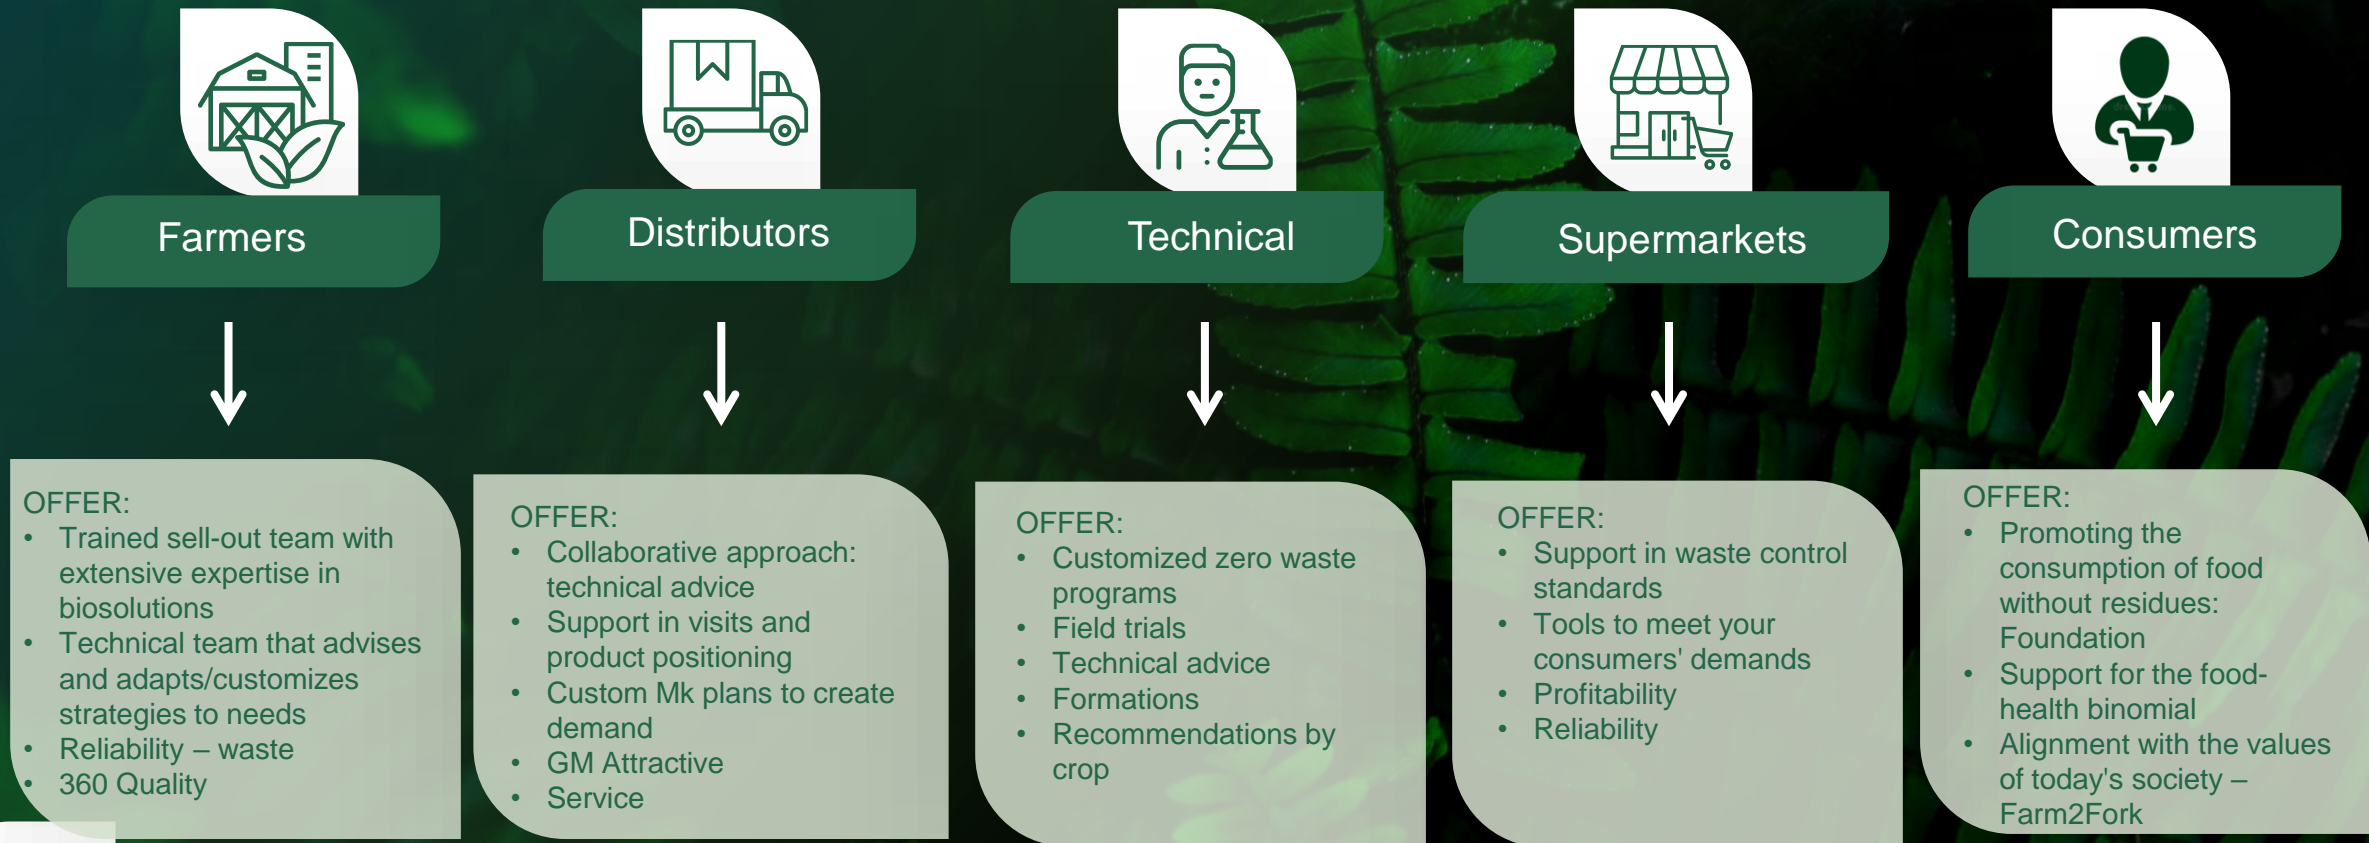 Farmers
Distributors
Technical
Supermarkets
Consumers
OFFER:
• Trained sell-out team with
extensive expertise in
biosolutions
• Technical team that advises
and adapts/customizes
strategies to needs
• Reliability – waste
• 360 Quality
OFFER:
• Collaborative approach:
technical advice
• Support in visits and
product positioning
• Custom Mk plans to create
demand
• GM Attractive
• Service
OFFER:
• Customized zero waste
programs
• Field trials
• Technical advice
• Formations
• Recommendations by
crop
OFFER:
• Support in waste control
standards
• Tools to meet your
consumers' demands
• Profitability
• Reliability
OFFER:
• Promoting the
consumption of food
without residues:
Foundation
• Support for the food-
health binomial
• Alignment with the values
of today's society –
Farm2Fork